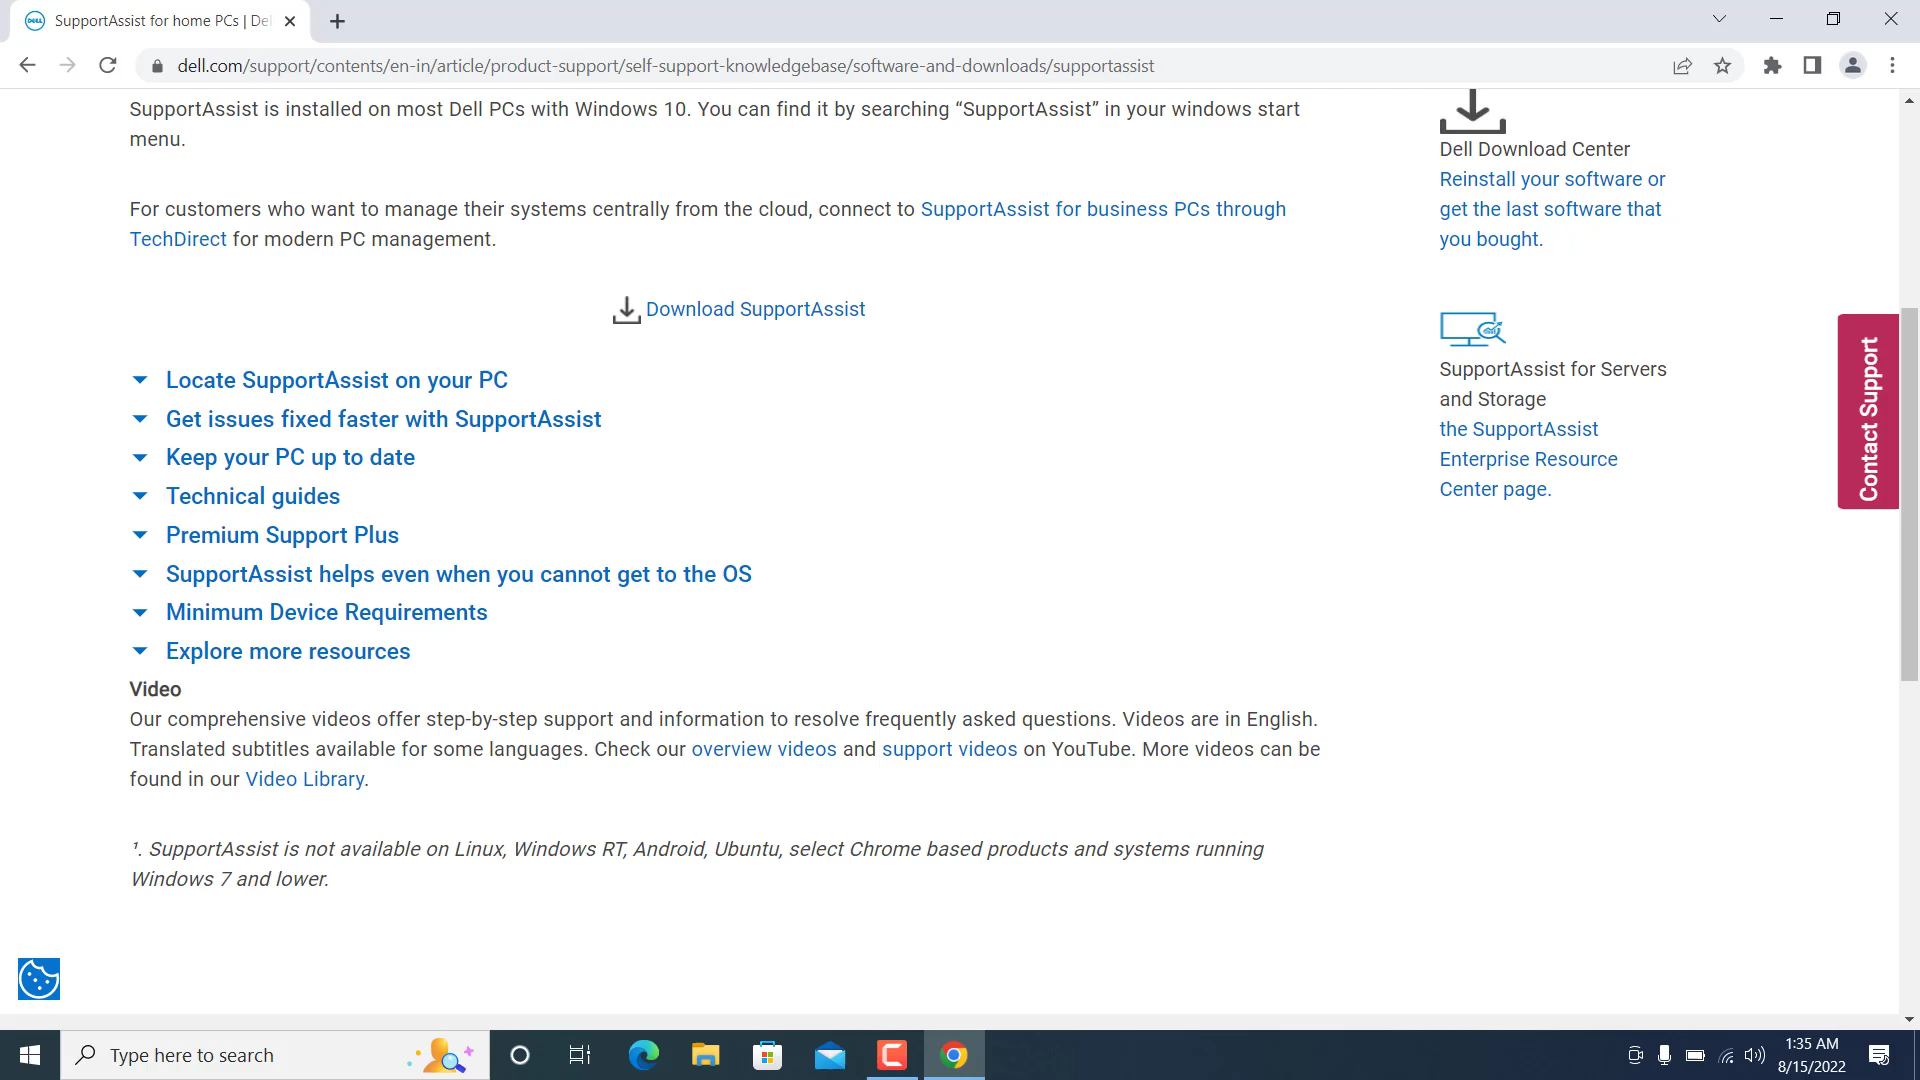 SupportAssist for home PCs | De
dell.com/support/contents/en-in/article/product-support/self-support-knowledgebase/software-and-downloads/supportassist
SupportAssist is installed on most Dell PCs with Windows 10. You can find it by searching “SupportAssist” in your windows start
menu.
For customers who want to manage their systems centrally from the cloud, connect to SupportAssist for business PCs through
TechDirect for modern PC management.
Download SupportAssist
Locate SupportAssist on your PC
Get issues fixed faster with SupportAssist
Keep your PC up to date
Technical guides
Premium Support Plus
SupportAssist helps even when you cannot get to the OS
Minimum Device Requirements
Explore more resources
Video
Our comprehensive videos offer step-by-step support and information to resolve frequently asked questions. Videos are in English.
Translated subtitles available for some languages. Check our overview videos and support videos on YouTube. More videos can be
found in our Video Library.
¹. SupportAssist is not available on Linux, Windows RT, Android, Ubuntu, select Chrome based products and systems running
Windows 7 and lower.
Dell Download Center
Reinstall your software or
get the last software that
you bought.
SupportAssist for Servers
and Storage
the SupportAssist
Enterprise Resource
Center page.
Contact Support
Type here to search
1:35 AM
8/15/2022